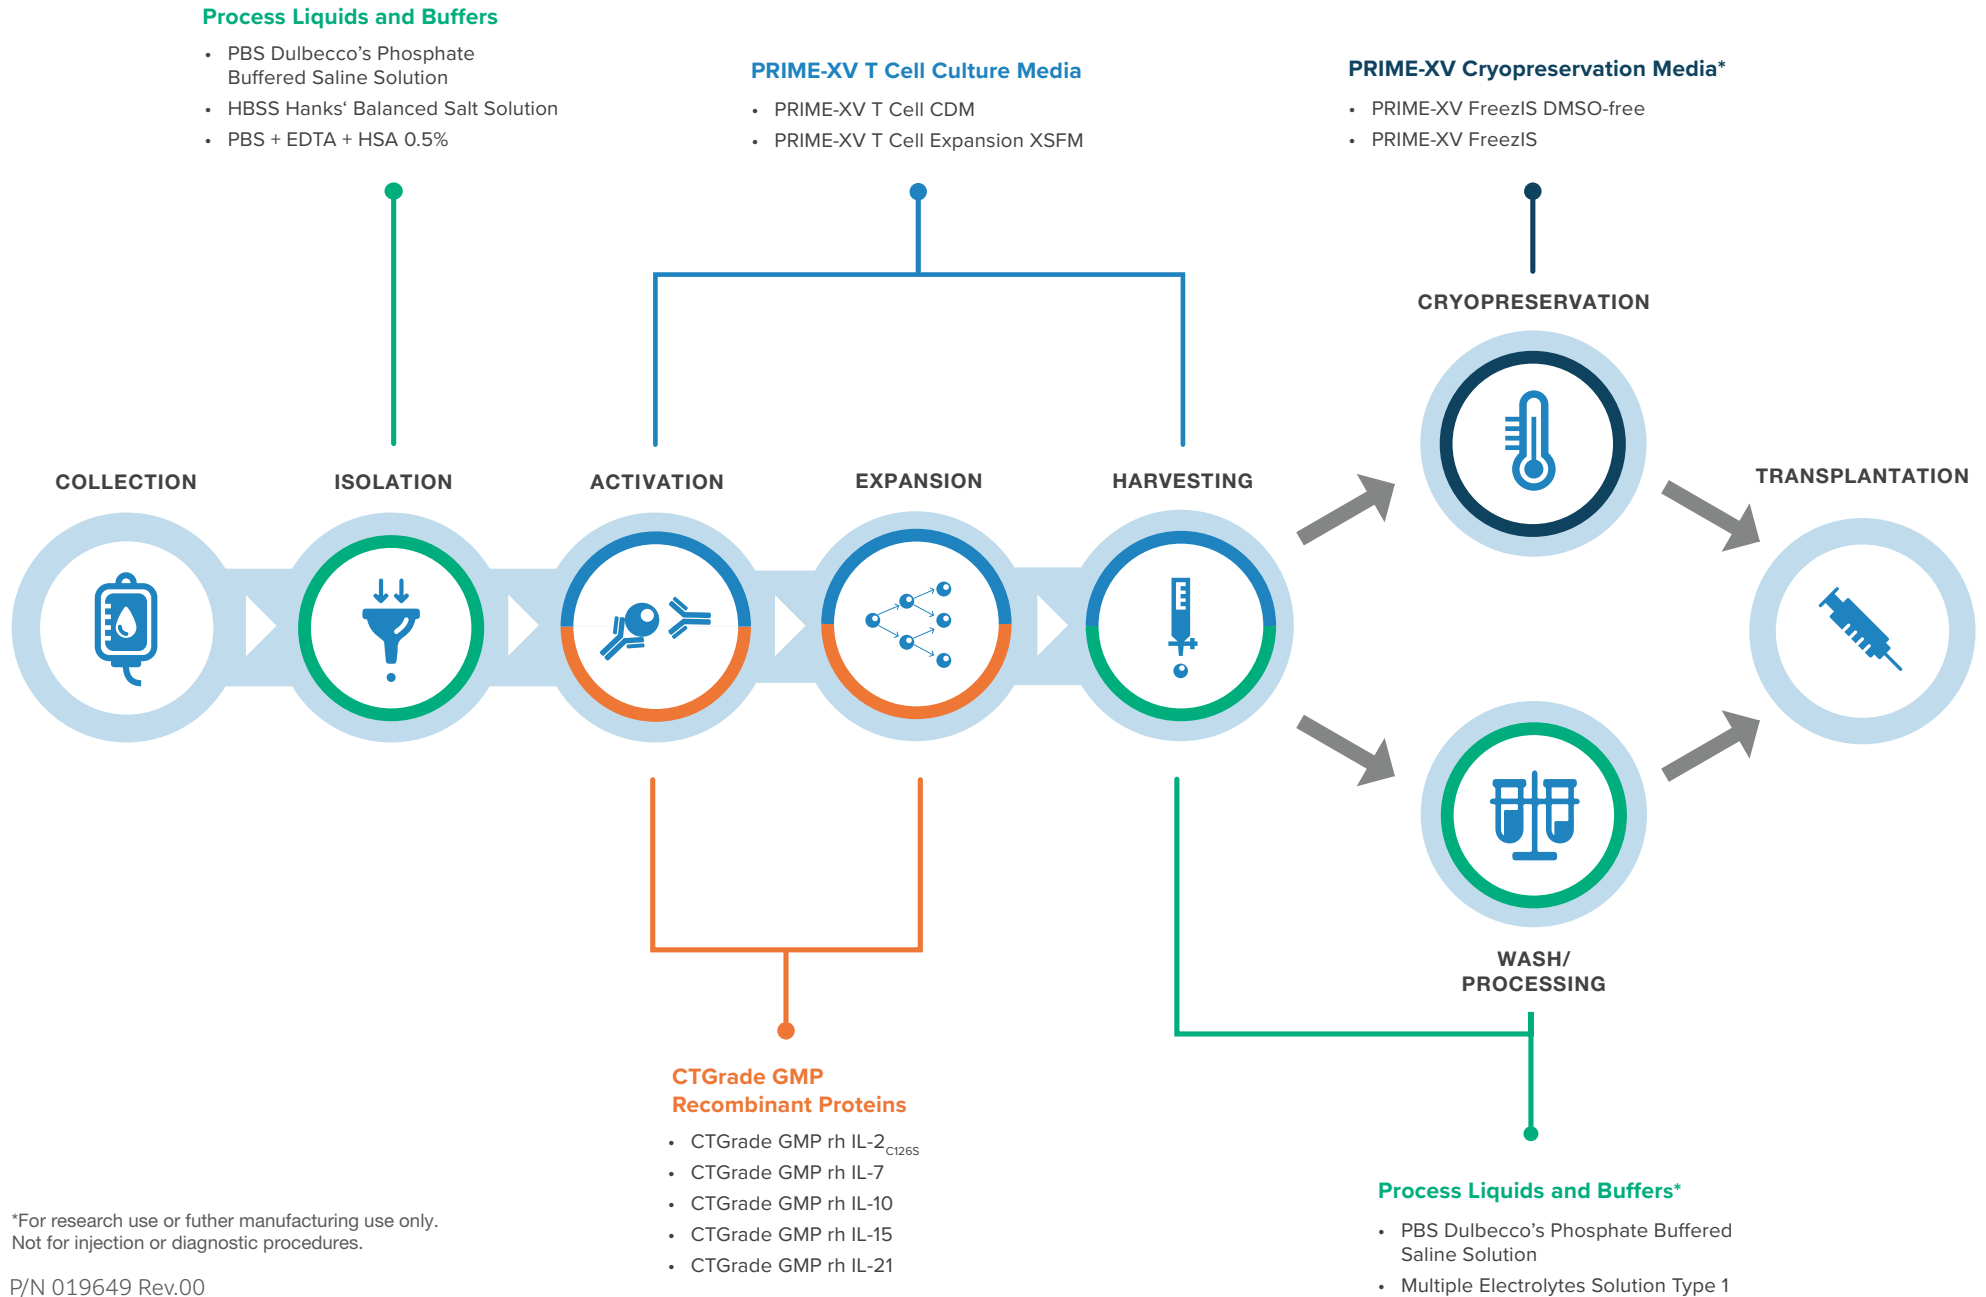 Process Liquids and Buffers
• PBS Dulbecco’s Phosphate
Buffered Saline Solution
• HBSS Hanks‘ Balanced Salt Solution
• PBS + EDTA + HSA 0.5%
PRIME-XV T Cell Culture Media
• PRIME-XV T Cell CDM
• PRIME-XV T Cell Expansion XSFM
PRIME-XV Cryopreservation Media*
• PRIME-XV FreezIS DMSO-free
• PRIME-XV FreezIS
CRYOPRESERVATION
COLLECTION
ISOLATION
ACTIVATION
EXPANSION
HARVESTING
TRANSPLANTATION
WASH/
PROCESSING
CTGrade GMP
Recombinant Proteins
• CTGrade GMP rh IL-2C126S
• CTGrade GMP rh IL-7
• CTGrade GMP rh IL-10
• CTGrade GMP rh IL-15
• CTGrade GMP rh IL-21
Process Liquids and Buffers*
• PBS Dulbecco’s Phosphate Buffered
Saline Solution
• Multiple Electrolytes Solution Type 1
*For research use or futher manufacturing use only.
Not for injection or diagnostic procedures.
P/N 019649 Rev.00